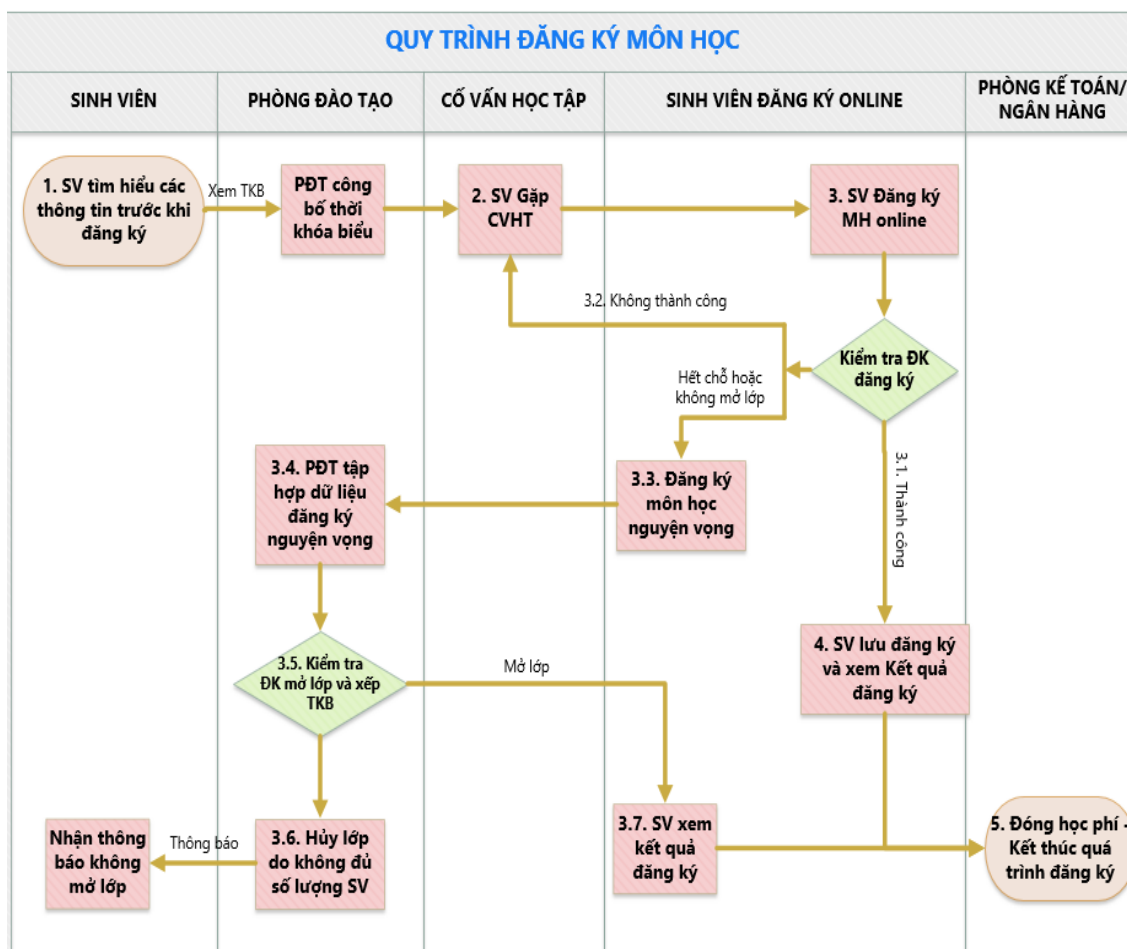 QUY TRÌNH ĐĂNG KÝ MÔN HỌC
SINH VIÊN
PHÒNG ĐÀO TẠO
CỐ VẤN HỌC TẬP
SINH VIÊN ĐĂNG KÝ ONLINE
PHÒNG KẾ TOÁN/
NGÂN HÀNG
1. SV tìm hiểu các
thông tin trước khi
đăng ký
Xem TKB
PĐT công
bố thời
khóa biểu
2. SV Gặp
CVHT
3. SV Đăng ký
MH online
3.2. Không thành công
Kiểm tra ĐK
đăng ký
Hết chỗ hoặc
không mở lớp
3.1. Thành công
3.3. Đăng ký
môn học
nguyện vọng
3.4. PĐT tập
hợp dữ liệu
đăng ký
nguyện vọng
3.5. Kiểm tra
ĐK mở lớp và xếp
TKB
Mở lớp
4. SV lưu đăng ký
và xem Kết quả
đăng ký
Nhận thông
báo không
mở lớp
Thông báo
3.6. Hủy lớp
do không đủ
số lượng SV
3.7. SV xem
kết quả
đăng ký
5. Đóng học phí -
Kết thúc quá
trình đăng ký